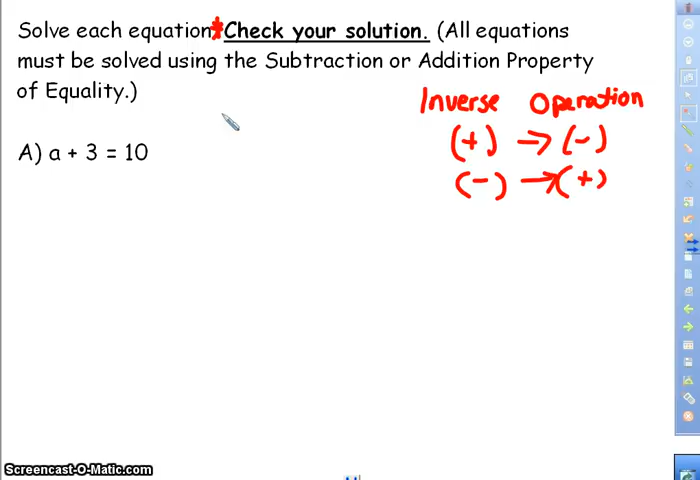 Solve each equation* Check your solution. (All equations
must be solved using the Subtraction or Addition Property
of Equality.)
Inverse Operation
(+) → (-)
(-) → (+)
A) a + 3 = 10
Screencast-O-Matic.com